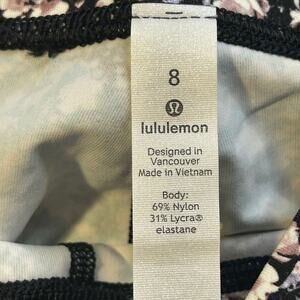 8
lululemon
Designed in
Vancouver
Made in Vietnam
Body:
69% Nylon
31% Lycra®
elastane